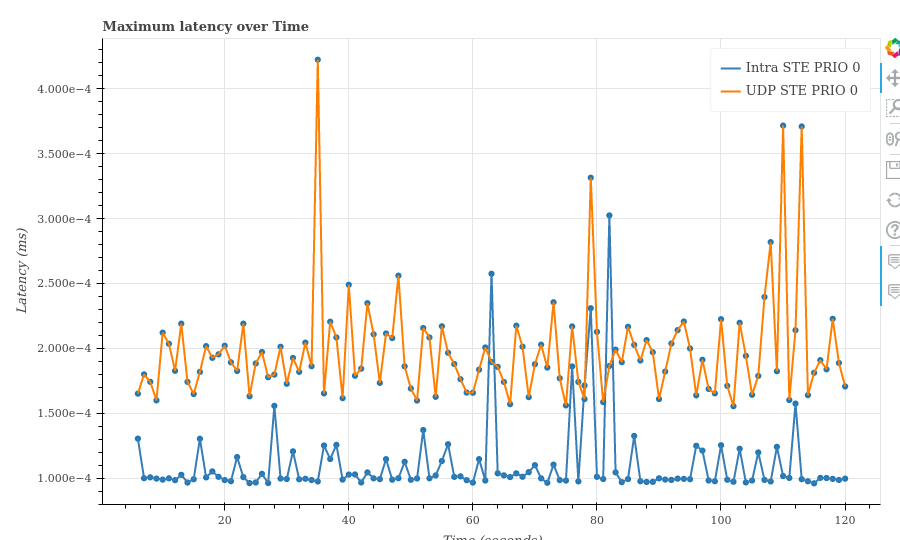 Maximum latency over Time
Intra STE PRIO 0
UDP STE PRIO 0
4.000e−4
3.500e−4
3.000e−4
2.500e−4
2.000e−4
1.500e−4
1.000e−4
Latency (ms)
20 40 60 80 100 120
Time (seconds)